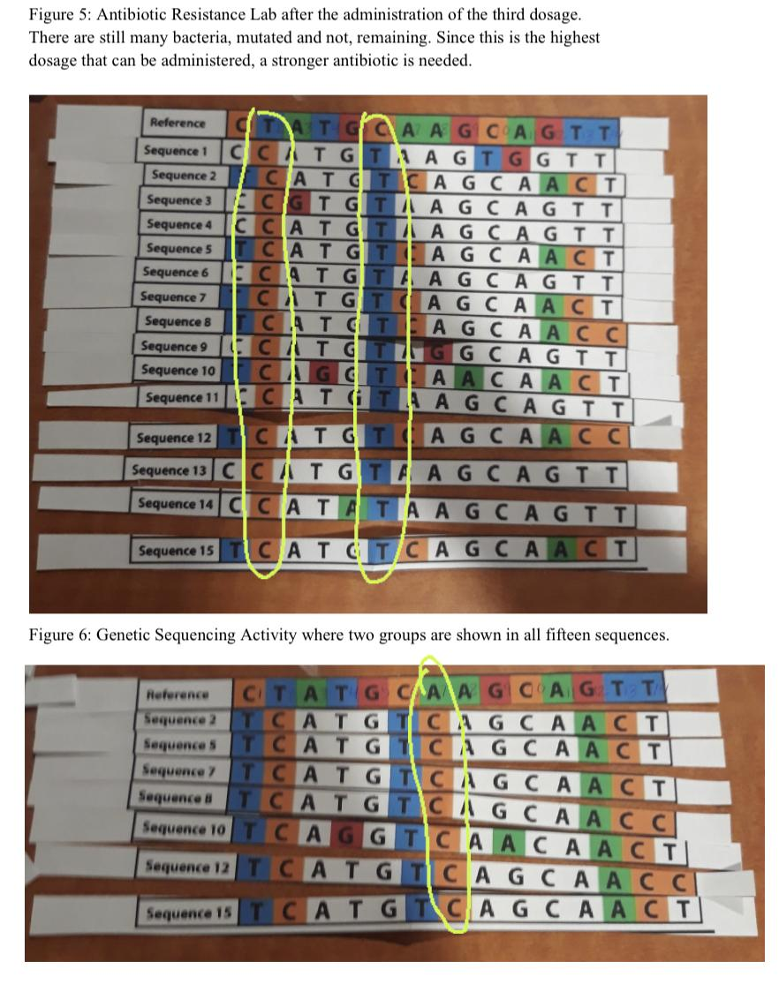 Figure 5: Antibiotic Resistance Lab after the administration of the third dosage.
There are still many bacteria, mutated and not, remaining. Since this is the highest
dosage that can be administered, a stronger antibiotic is needed.
Reference C T A T G C A A G C A G T T
Sequence 1 C C A T G T A A G T G G T T
Sequence 2 T C A T G T C A G C A A C T
Sequence 3 C C G T G T A A G C A G T T
Sequence 4 C C A T G T A A G C A G T T
Sequence 5 T C A T G T C A G C A A C T
Sequence 6 C C A T G T A A G C A G T T
Sequence 7 T C A T G T C A G C A A C T
Sequence 8 T C A T G T C A G C A A C C
Sequence 9 C C A T G T A G G C A G T T
Sequence 10 T C A G G T C A A C A A C T
Sequence 11 C C A T G T A A G C A G T T
Sequence 12 T C A T G T C A G C A A C C
Sequence 13 C C A T G T A A G C A G T T
Sequence 14 C C A T A T A A G C A G T T
Sequence 15 T C A T G T C A G C A A C T
Figure 6: Genetic Sequencing Activity where two groups are shown in all fifteen sequences.
Reference C T A T G C A A G C A G T T
Sequence 2 T C A T G T C A G C A A C T
Sequence 5 T C A T G T C A G C A A C T
Sequence 7 T C A T G T C A G C A A C T
Sequence 8 T C A T G T C A G C A A C C
Sequence 10 T C A G G T C A A C A A C T
Sequence 12 T C A T G T C A G C A A C C
Sequence 15 T C A T G T C A G C A A C T